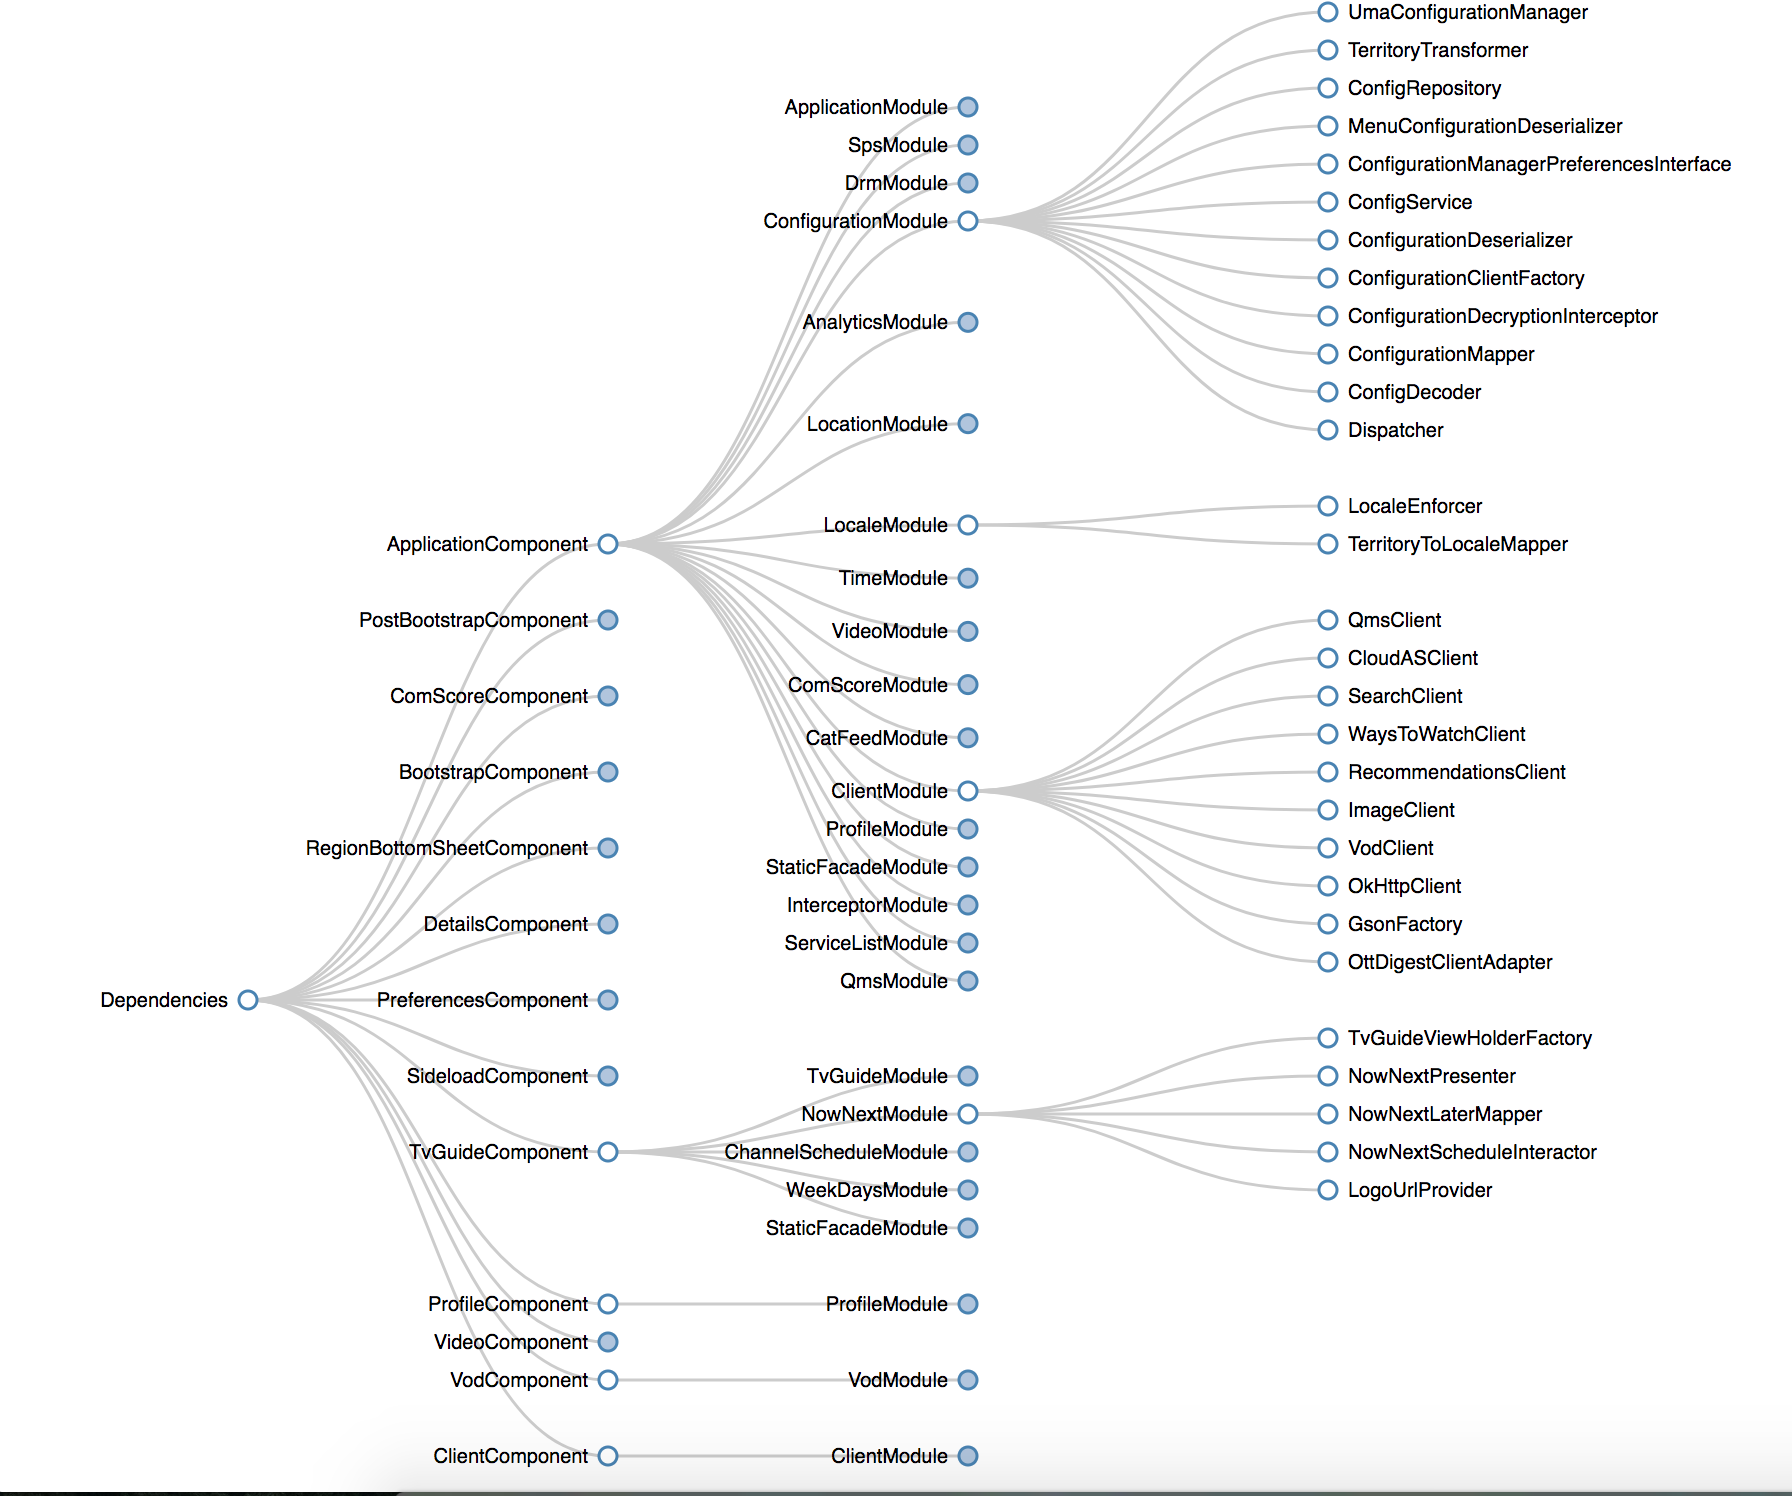 Dependencies
ApplicationComponent
PostBootstrapComponent
ComScoreComponent
BootstrapComponent
RegionBottomSheetComponent
DetailsComponent
PreferencesComponent
SideloadComponent
TvGuideComponent
ProfileComponent
VideoComponent
VodComponent
ClientComponent
ApplicationModule
SpsModule
DrmModule
ConfigurationModule
AnalyticsModule
LocationModule
LocaleModule
TimeModule
VideoModule
ComScoreModule
CatFeedModule
ClientModule
ProfileModule
StaticFacadeModule
InterceptorModule
ServiceListModule
QmsModule
TvGuideModule
NowNextModule
ChannelScheduleModule
WeekDaysModule
StaticFacadeModule
ProfileModule
VodModule
ClientModule
UmaConfigurationManager
TerritoryTransformer
ConfigRepository
MenuConfigurationDeserializer
ConfigurationManagerPreferencesInterface
ConfigService
ConfigurationDeserializer
ConfigurationClientFactory
ConfigurationDecryptionInterceptor
ConfigurationMapper
ConfigDecoder
Dispatcher
LocaleEnforcer
TerritoryToLocaleMapper
QmsClient
CloudASClient
SearchClient
WaysToWatchClient
RecommendationsClient
ImageClient
VodClient
OkHttpClient
GsonFactory
OttDigestClientAdapter
TvGuideViewHolderFactory
NowNextPresenter
NowNextLaterMapper
NowNextScheduleInteractor
LogoUrlProvider